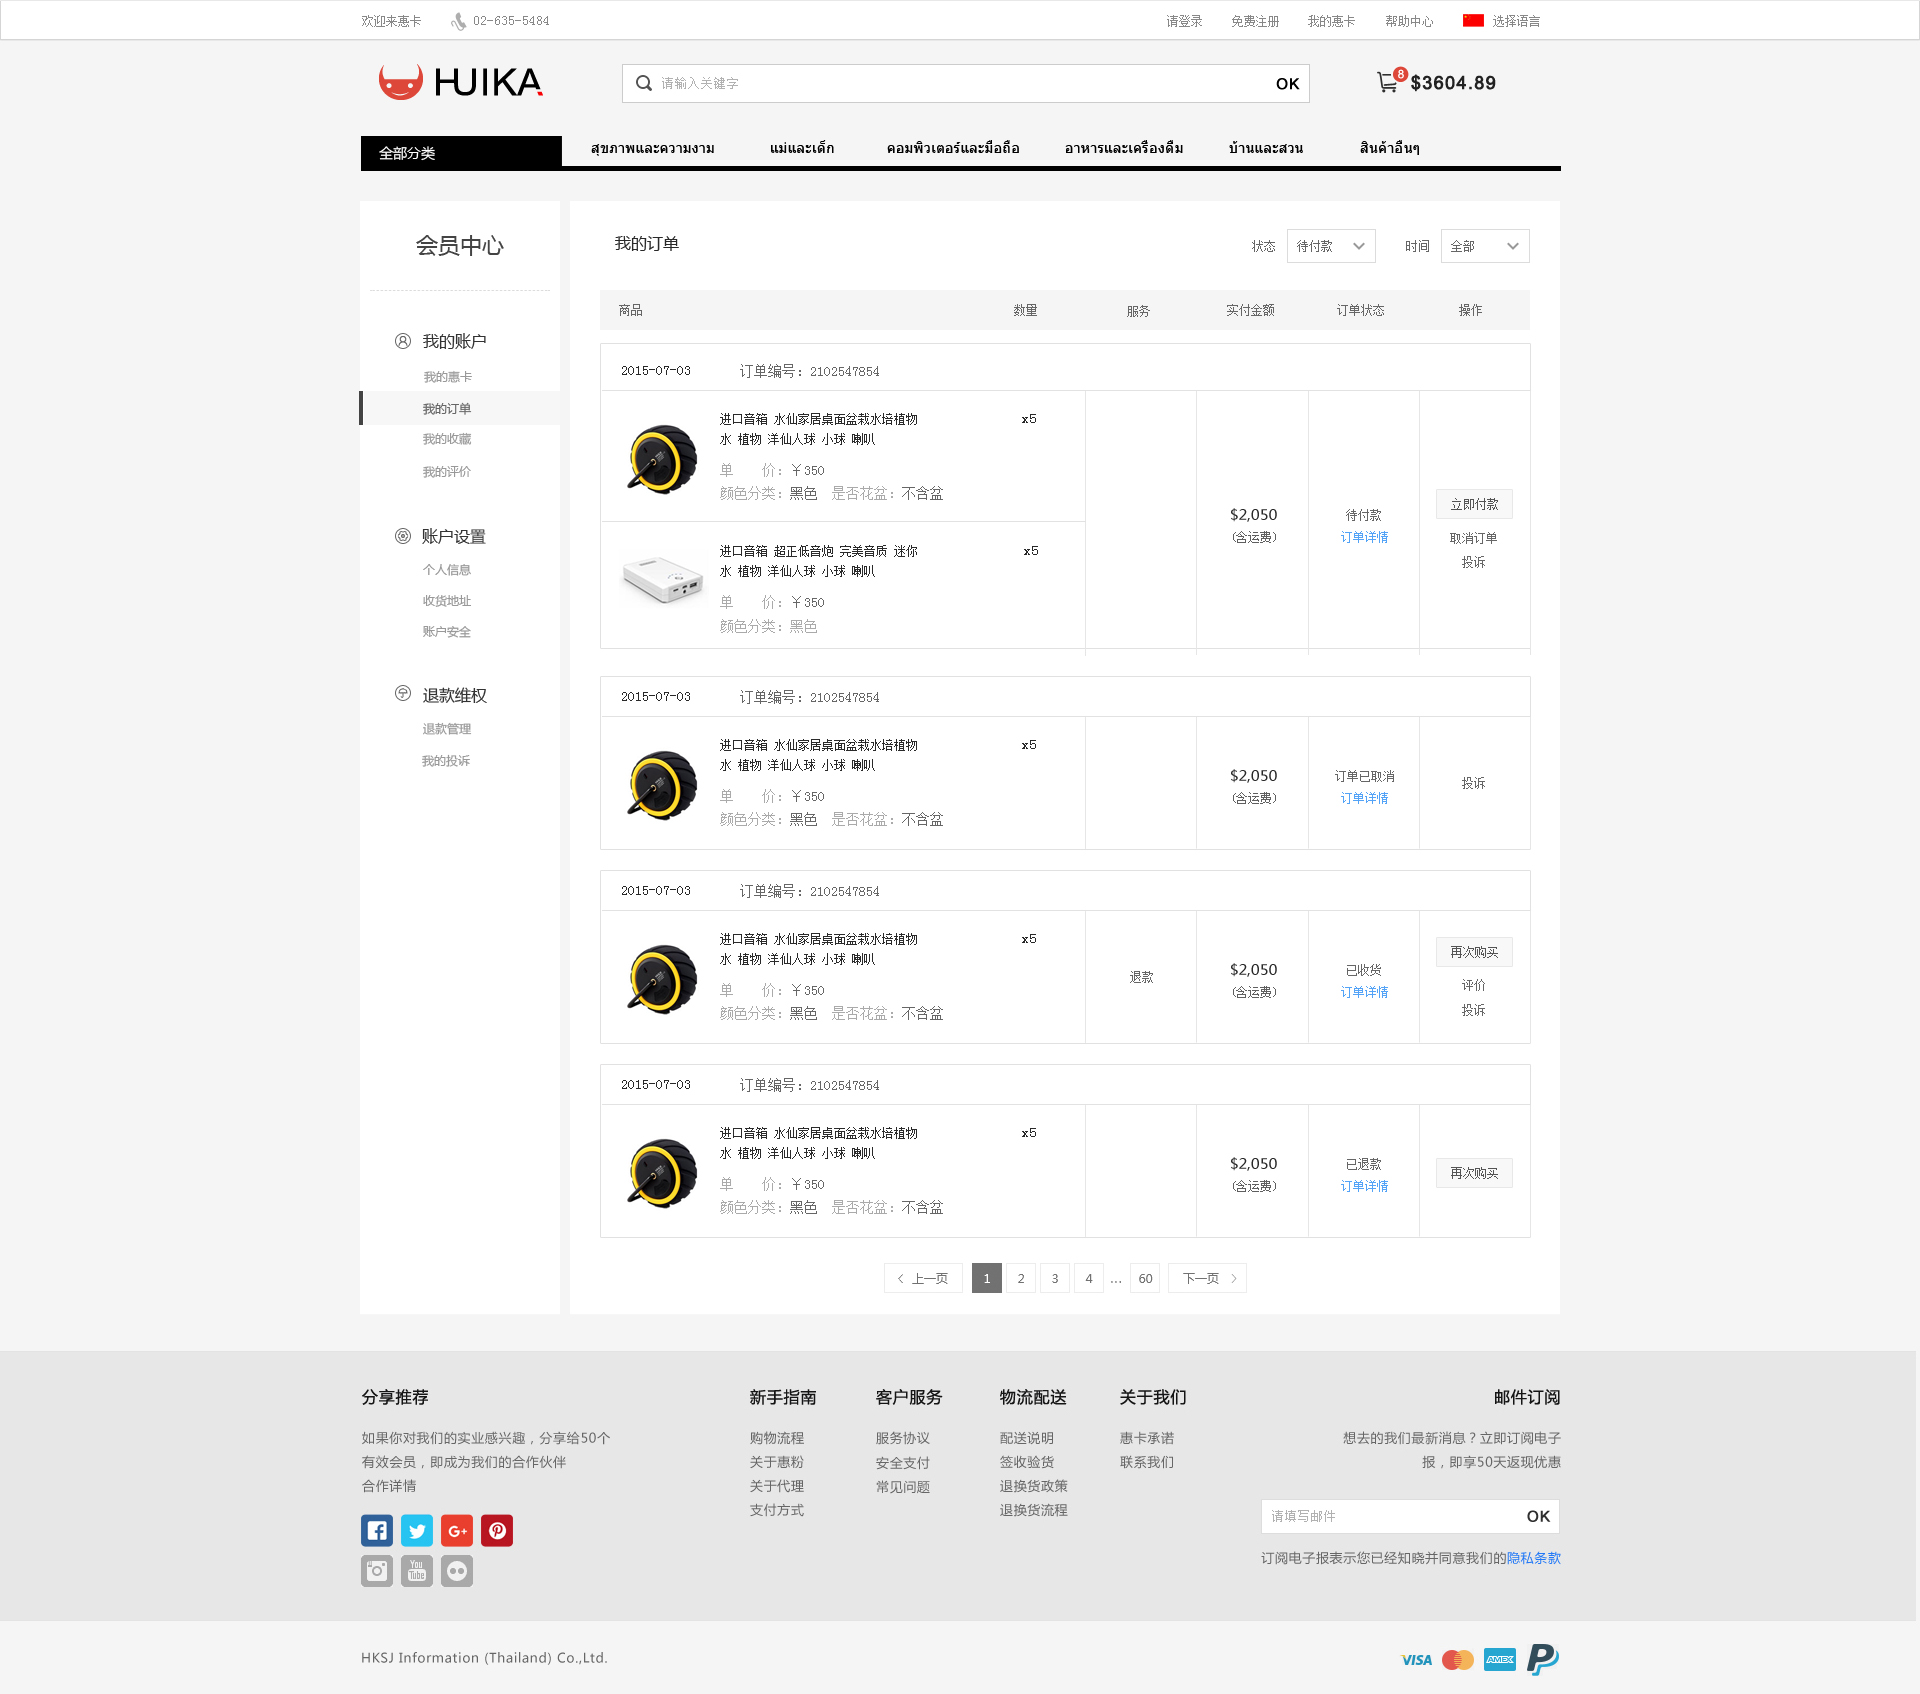 欢迎来惠卡 02-635-5484 请登录 免费注册 我的惠卡 帮助中心 选择语言
HUIKA 请输入关键字 OK 8 $3604.89
全部分类 สุขภาพและความงาม แม่และเด็ก คอมพิวเตอร์และมือถือ อาหารและเครื่องดื่ม บ้านและสวน สินค้าอื่นๆ
会员中心
我的账户
我的惠卡
我的订单
我的收藏
我的评价
账户设置
个人信息
收货地址
账户安全
退款维权
退款管理
我的投诉
我的订单 状态 待付款 时间 全部
商品 数量 服务 实付金额 订单状态 操作
2015-07-03 订单编号：2102547854
进口音箱 水仙家居桌面盆栽水培植物 x5
水 植物 洋仙人球 小球 喇叭
单 价：￥350
颜色分类：黑色 是否花盆：不含盆
进口音箱 超正低音炮 完美音质 迷你 x5
水 植物 洋仙人球 小球 喇叭
单 价：￥350
颜色分类：黑色
$2,050
(含运费)
待付款
订单详情
立即付款
取消订单
投诉
2015-07-03 订单编号：2102547854
进口音箱 水仙家居桌面盆栽水培植物 x5
水 植物 洋仙人球 小球 喇叭
单 价：￥350
颜色分类：黑色 是否花盆：不含盆
$2,050
(含运费)
订单已取消
订单详情
投诉
2015-07-03 订单编号：2102547854
进口音箱 水仙家居桌面盆栽水培植物 x5
水 植物 洋仙人球 小球 喇叭
单 价：￥350
颜色分类：黑色 是否花盆：不含盆
退款
$2,050
(含运费)
已收货
订单详情
再次购买
评价
投诉
2015-07-03 订单编号：2102547854
进口音箱 水仙家居桌面盆栽水培植物 x5
水 植物 洋仙人球 小球 喇叭
单 价：￥350
颜色分类：黑色 是否花盆：不含盆
$2,050
(含运费)
已退款
订单详情
再次购买
上一页 1 2 3 4 ... 60 下一页
分享推荐
如果你对我们的实业感兴趣，分享给50个
有效会员，即成为我们的合作伙伴
合作详情
You
Tube
新手指南
购物流程
关于惠粉
关于代理
支付方式
客户服务
服务协议
安全支付
常见问题
物流配送
配送说明
签收验货
退换货政策
退换货流程
关于我们
惠卡承诺
联系我们
邮件订阅
想去的我们最新消息？立即订阅电子
报，即享50天返现优惠
请填写邮件 OK
订阅电子报表示您已经知晓并同意我们的隐私条款
HKSJ Information (Thailand) Co.,Ltd. VISA AMEX